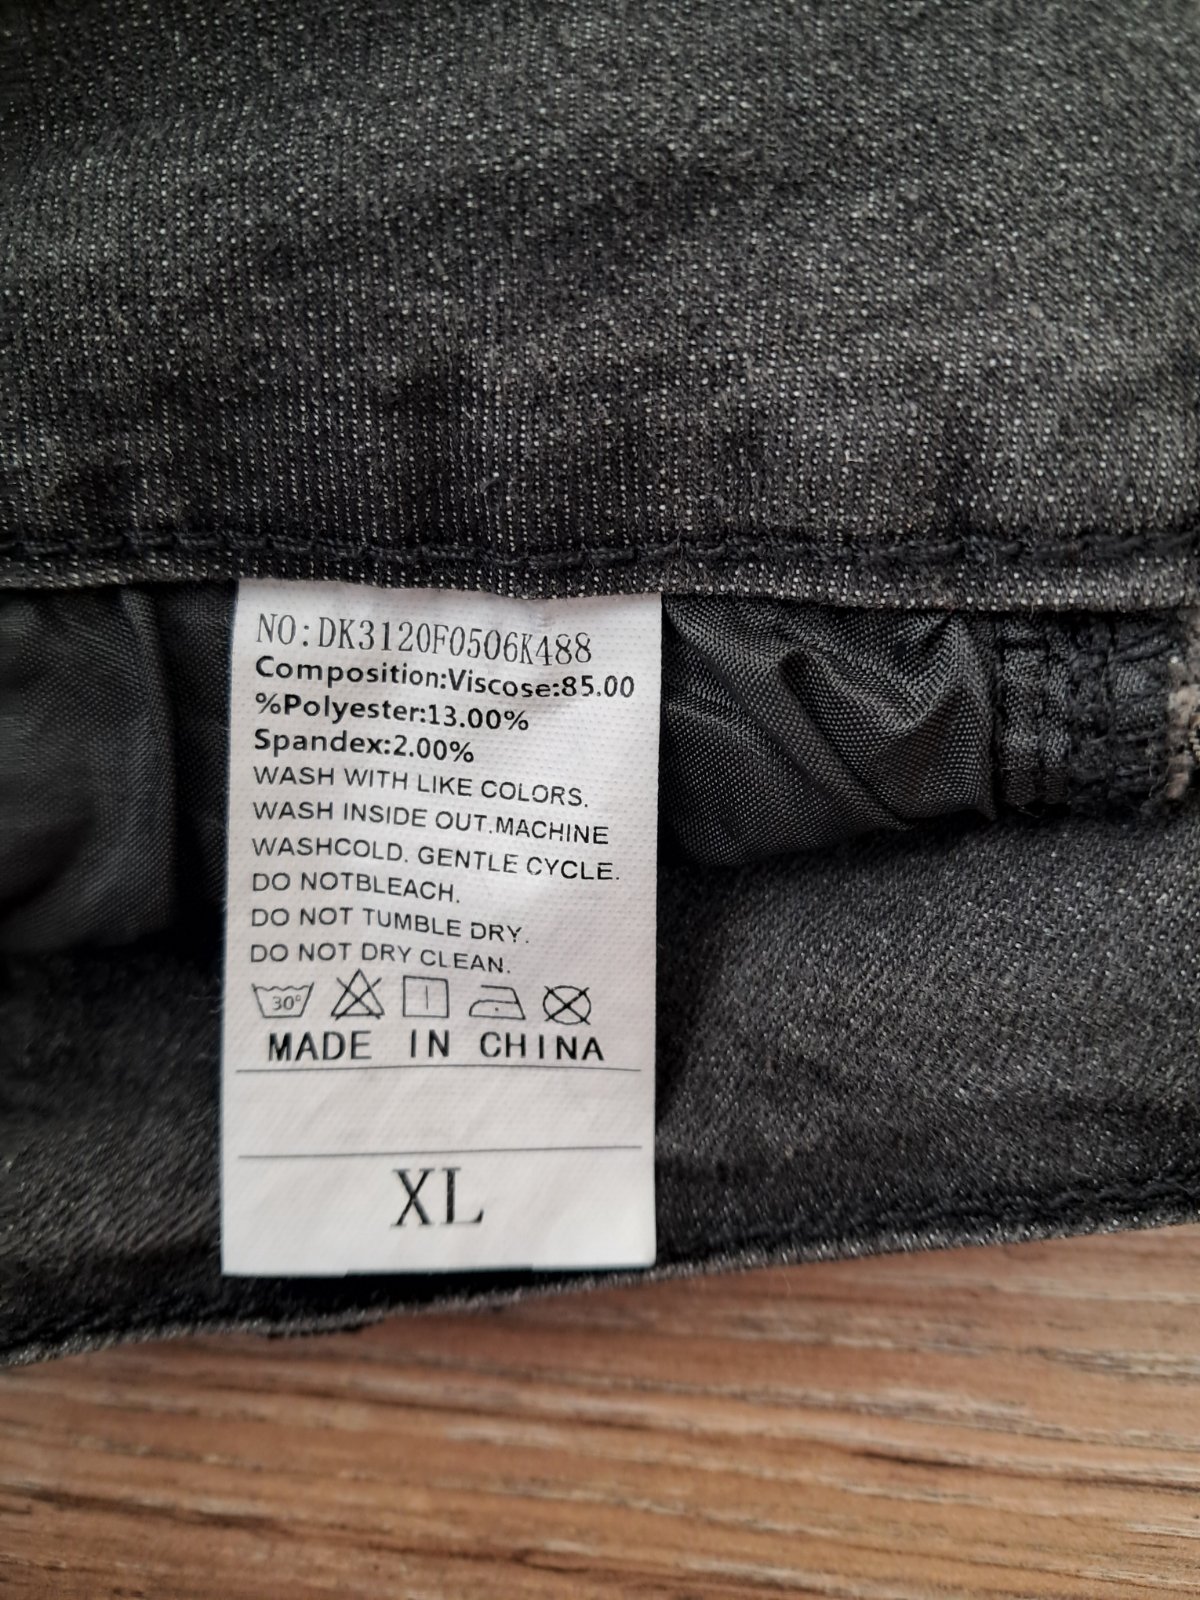 NO:DK3120F0506K488
Composition:Viscose:85.00
%Polyester:13.00%
Spandex:2.00%
WASH WITH LIKE COLORS.
WASH INSIDE OUT.MACHINE
WASHCOLD. GENTLE CYCLE.
DO NOTBLEACH.
DO NOT TUMBLE DRY.
DO NOT DRY CLEAN.
30°
MADE IN CHINA
XL